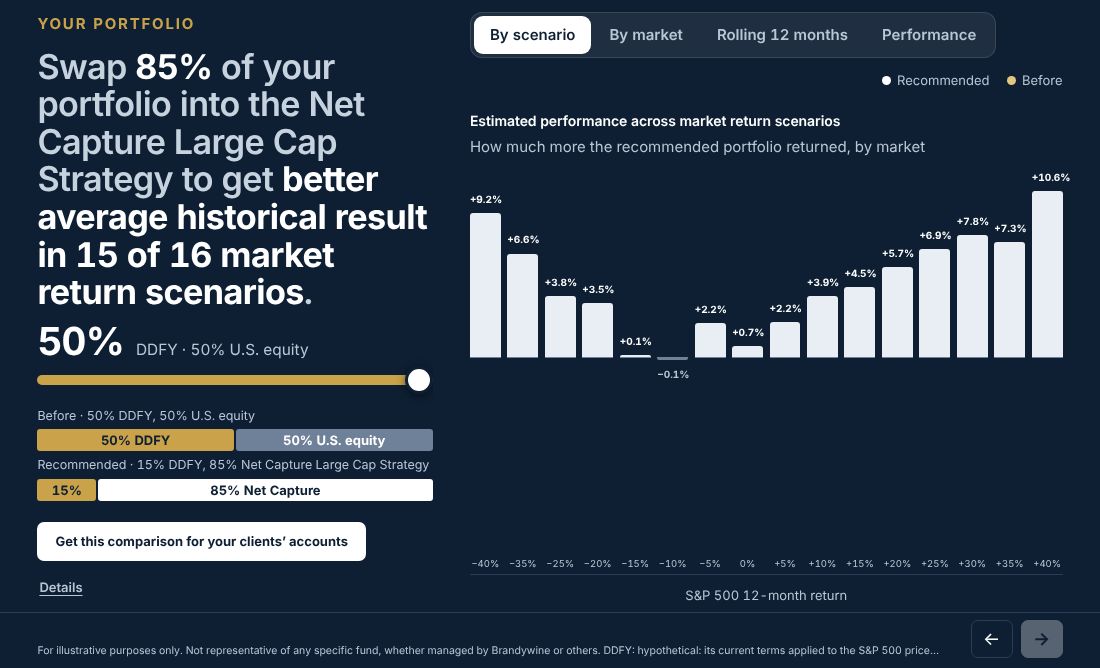 YOUR PORTFOLIO
Swap 85% of your
portfolio into the Net
Capture Large Cap
Strategy to get better
average historical result
in 15 of 16 market
return scenarios.
50% DDFY · 50% U.S. equity
Before · 50% DDFY, 50% U.S. equity
50% DDFY 50% U.S. equity
Recommended · 15% DDFY, 85% Net Capture Large Cap Strategy
15% 85% Net Capture
Get this comparison for your clients’ accounts
Details
By scenario By market Rolling 12 months Performance
Recommended Before
Estimated performance across market return scenarios
How much more the recommended portfolio returned, by market
+9.2% +6.6% +3.8% +3.5% +0.1% −0.1% +2.2% +0.7% +2.2% +3.9% +4.5% +5.7% +6.9% +7.8% +7.3% +10.6%
−40% −35% −25% −20% −15% −10% −5% 0% +5% +10% +15% +20% +25% +30% +35% +40%
S&P 500 12-month return
For illustrative purposes only. Not representative of any specific fund, whether managed by Brandywine or others. DDFY: hypothetical: its current terms applied to the S&P 500 price...